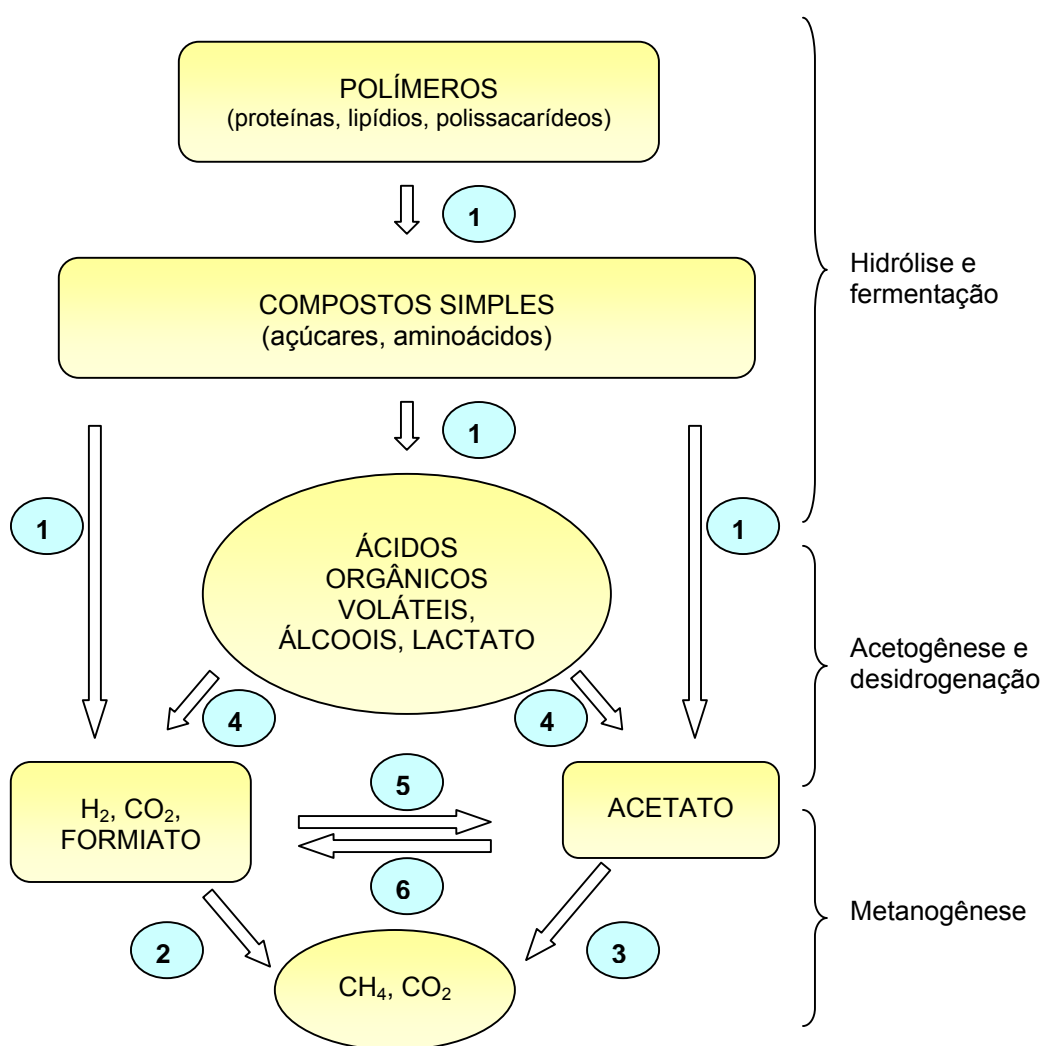 POLÍMEROS
(proteínas, lipídios, polissacarídeos)
1
Hidrólise e
fermentação
COMPOSTOS SIMPLES
(açúcares, aminoácidos)
1
1
1
ÁCIDOS
ORGÂNICOS
VOLÁTEIS,
ÁLCOOIS, LACTATO
Acetogênese e
desidrogenação
4
4
H₂, CO₂,
FORMIATO
5
ACETATO
6
Metanogênese
2
3
CH₄, CO₂